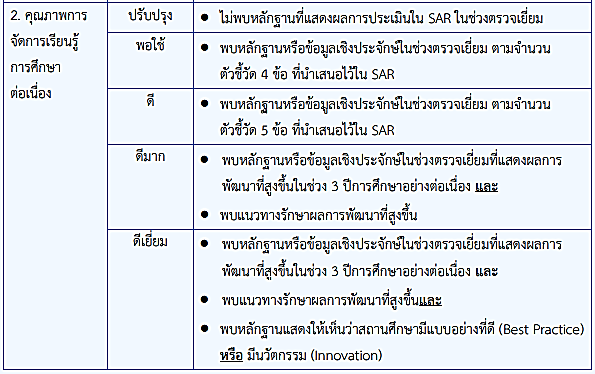 2. คุณภาพการ
จัดการเรียนรู้
การศึกษา
ต่อเนื่อง
ปรับปรุง
● ไม่พบหลักฐานที่แสดงผลการประเมินใน SAR ในช่วงตรวจเยี่ยม
พอใช้
● พบหลักฐานหรือข้อมูลเชิงประจักษ์ในช่วงตรวจเยี่ยม ตามจำนวน
ตัวชี้วัด 4 ข้อ ที่นำเสนอไว้ใน SAR
ดี
● พบหลักฐานหรือข้อมูลเชิงประจักษ์ในช่วงตรวจเยี่ยม ตามจำนวน
ตัวชี้วัด 5 ข้อ ที่นำเสนอไว้ใน SAR
ดีมาก
● พบหลักฐานหรือข้อมูลเชิงประจักษ์ในช่วงตรวจเยี่ยมที่แสดงผลการ
พัฒนาที่สูงขึ้นในช่วง 3 ปีการศึกษาอย่างต่อเนื่อง และ
● พบแนวทางรักษาผลการพัฒนาที่สูงขึ้น
ดีเยี่ยม
● พบหลักฐานหรือข้อมูลเชิงประจักษ์ในช่วงตรวจเยี่ยมที่แสดงผลการ
พัฒนาที่สูงขึ้นในช่วง 3 ปีการศึกษาอย่างต่อเนื่อง และ
● พบแนวทางรักษาผลการพัฒนาที่สูงขึ้นและ
● พบหลักฐานแสดงให้เห็นว่าสถานศึกษามีแบบอย่างที่ดี (Best Practice)
หรือ มีนวัตกรรม (Innovation)